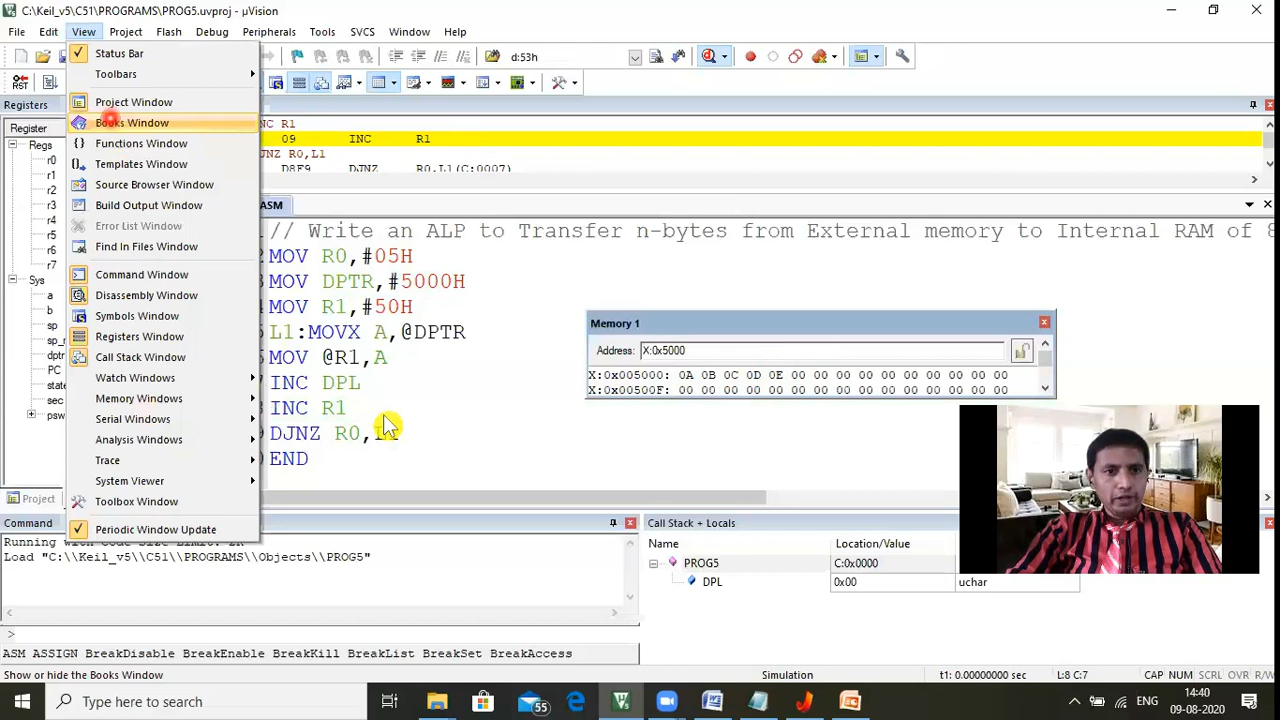 C:\Keil_v5\C51\PROGRAMS\PROG5.uvproj - µVision
File Edit View Project Flash Debug Peripherals Tools SVCS Window Help
d:53h
RST
Status Bar
Toolbars
Project Window
Books Window
Functions Window
Templates Window
Source Browser Window
Build Output Window
Error List Window
Find In Files Window
Command Window
Disassembly Window
Symbols Window
Registers Window
Call Stack Window
Watch Windows
Memory Windows
Serial Windows
Analysis Windows
Trace
System Viewer
Toolbox Window
Periodic Window Update
Registers
Register
Regs
r0
r1
r2
r3
r4
r5
r6
r7
Sys
a
b
sp
dptr
PC
sec
psw
Project
NC R1
09 INC R1
JNZ R0,L1
D8F9 DJNZ R0,L1(C:0007)
ASM
// Write an ALP to Transfer n-bytes from External memory to Internal RAM of 8
MOV R0,#05H
MOV DPTR,#5000H
MOV R1,#50H
L1:MOVX A,@DPTR
MOV @R1,A
INC DPL
INC R1
DJNZ R0,
END
Memory 1
Address: X:0x5000
X:0x005000: 0A 0B 0C 0D 0E 00 00 00 00 00 00 00 00 00 00
X:0x00500F: 00 00 00 00 00 00 00 00 00 00 00 00 00 00 00
Command
Load "C:\\Keil_v5\\C51\\PROGRAMS\\Objects\\PROG5"
>
ASM ASSIGN BreakDisable BreakEnable BreakKill BreakList BreakSet BreakAccess
Call Stack + Locals
Name Location/Value
PROG5 C:0x0000
DPL 0x00 uchar
Show or hide the Books Window
Simulation
t1: 0.00000000 sec
L:8 C:7
CAP NUM SCRL OVR R/W
Type here to search
55
ENG
14:40
09-08-2020